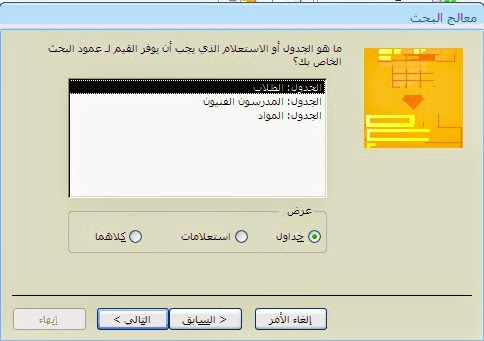 معالج البحث
ما هو الجدول أو الاستعلام الذي يجب أن يوفر القيم لـ عمود البحث
الخاص بك؟
الجدول: الطلاب
الجدول: المدرسون الفنيون
الجدول: المواد
عرض
جداول
استعلامات
كلاهما
إلغاء الأمر
< السابق
التالي >
إنهاء